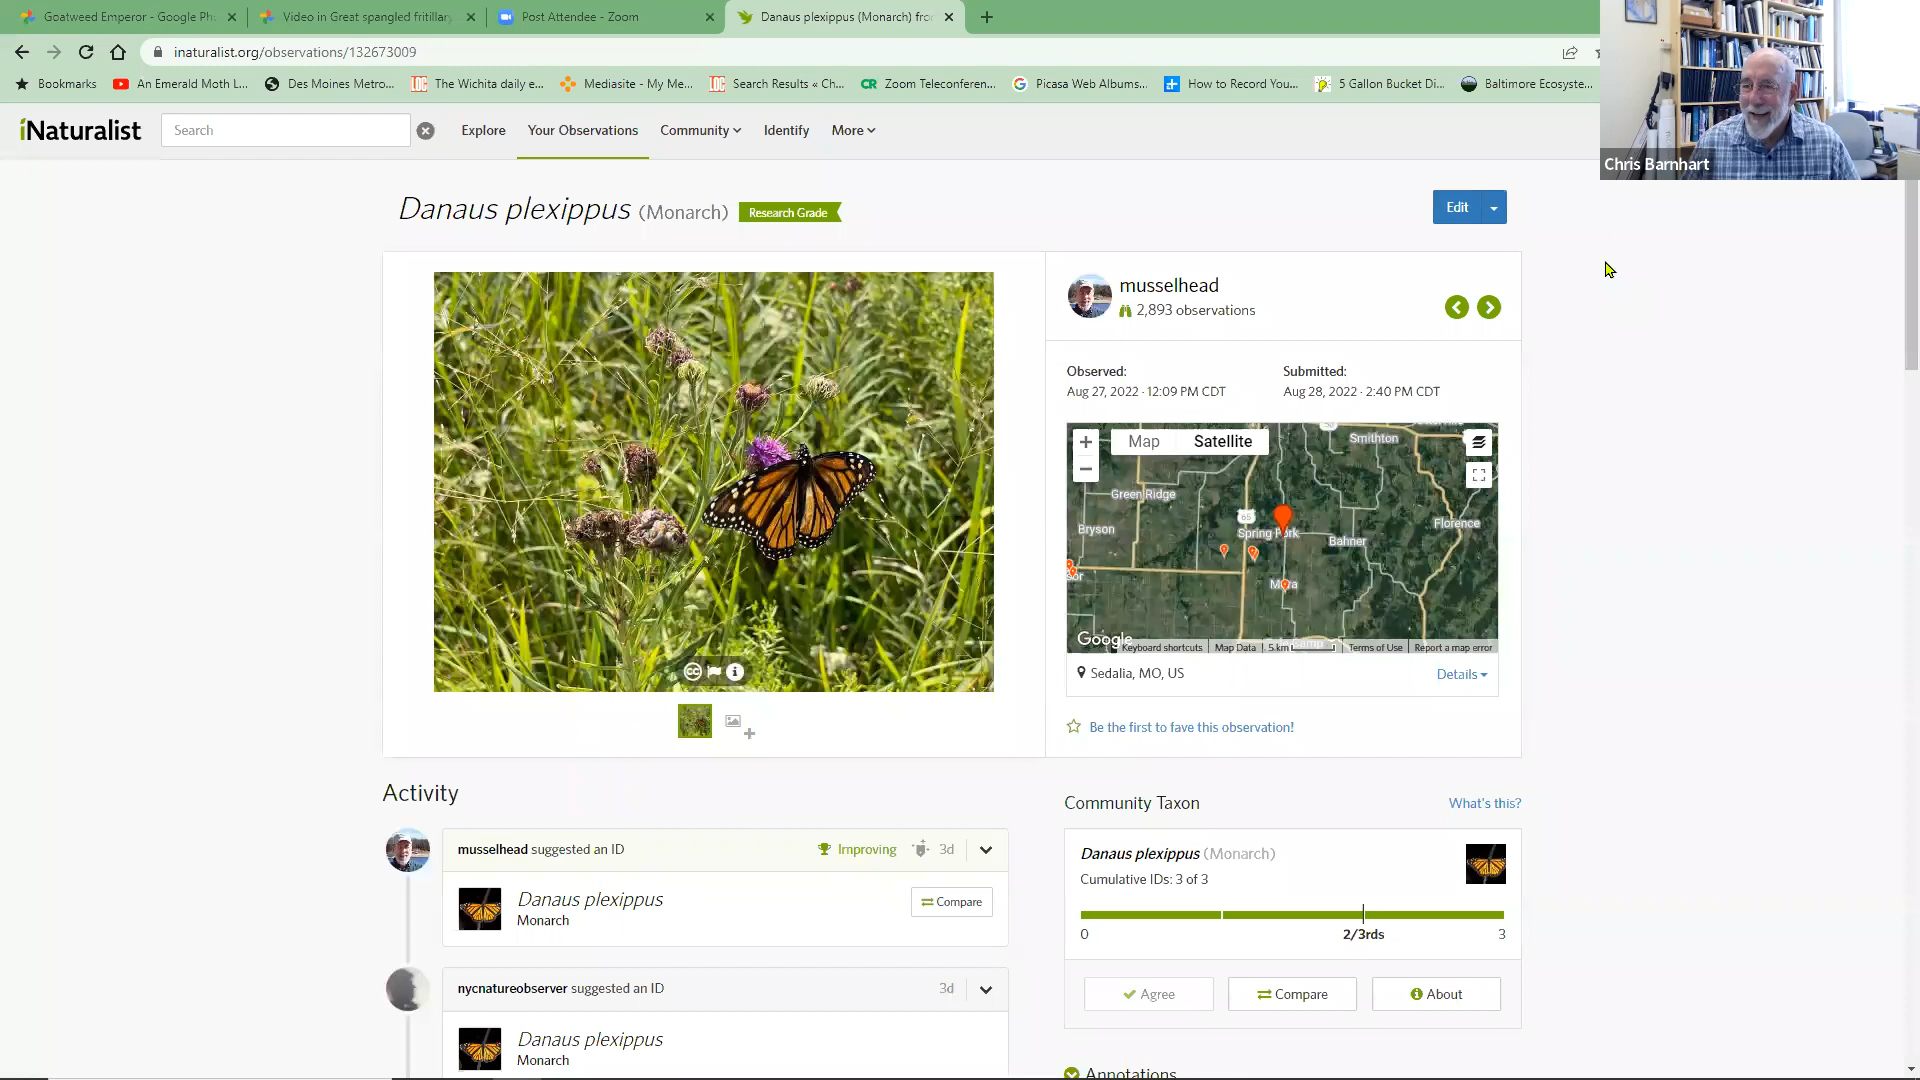 Goatweed Emperor - Google Ph
Video in Great spangled fritillary
Post Attendee - Zoom
Danaus plexippus (Monarch) fro
inaturalist.org/observations/132673009
Bookmarks
An Emerald Moth L...
Des Moines Metro...
The Wichita daily e...
Mediasite - My Me...
Search Results « Ch...
Zoom Teleconferen...
Picasa Web Albums...
How to Record You...
5 Gallon Bucket Di...
Baltimore Ecosyste...
Chris Barnhart
iNaturalist
Search
Explore
Your Observations
Community
Identify
More
Danaus plexippus (Monarch)
Research Grade
Edit
musselhead
2,893 observations
Observed:
Submitted:
Aug 27, 2022 · 12:09 PM CDT
Aug 28, 2022 · 2:40 PM CDT
Map
Satellite
Smithton
Green Ridge
65
Bryson
Spring Fork
Florence
Bahner
Mora
Google
Keyboard shortcuts
Map Data
5 km
Terms of Use
Report a map error
Sedalia, MO, US
Details
Be the first to fave this observation!
Activity
musselhead suggested an ID
Improving
3d
Danaus plexippus
Monarch
Compare
nycnatureobserver suggested an ID
3d
Danaus plexippus
Monarch
Community Taxon
What's this?
Danaus plexippus (Monarch)
Cumulative IDs: 3 of 3
0
2/3rds
3
Agree
Compare
About
Annotations